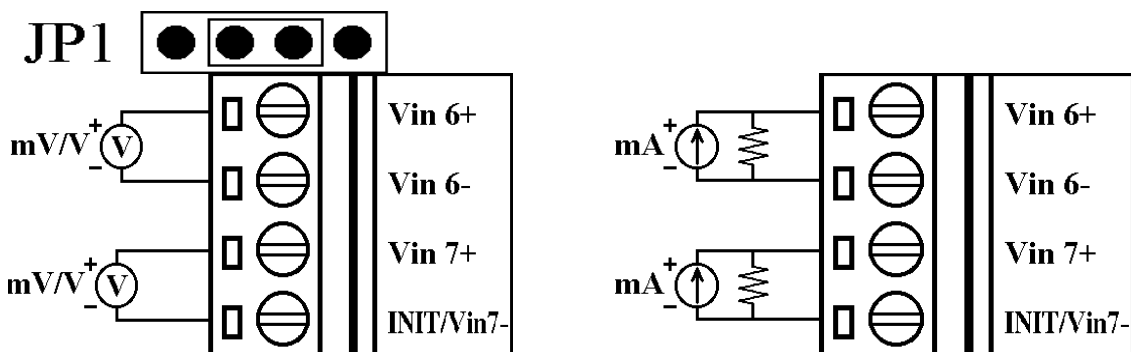 JP1
mV/V + - V Vin 6+
Vin 6-
mV/V + - V Vin 7+
INIT/Vin7-
mA + - Vin 6+
Vin 6-
mA + - Vin 7+
INIT/Vin7-